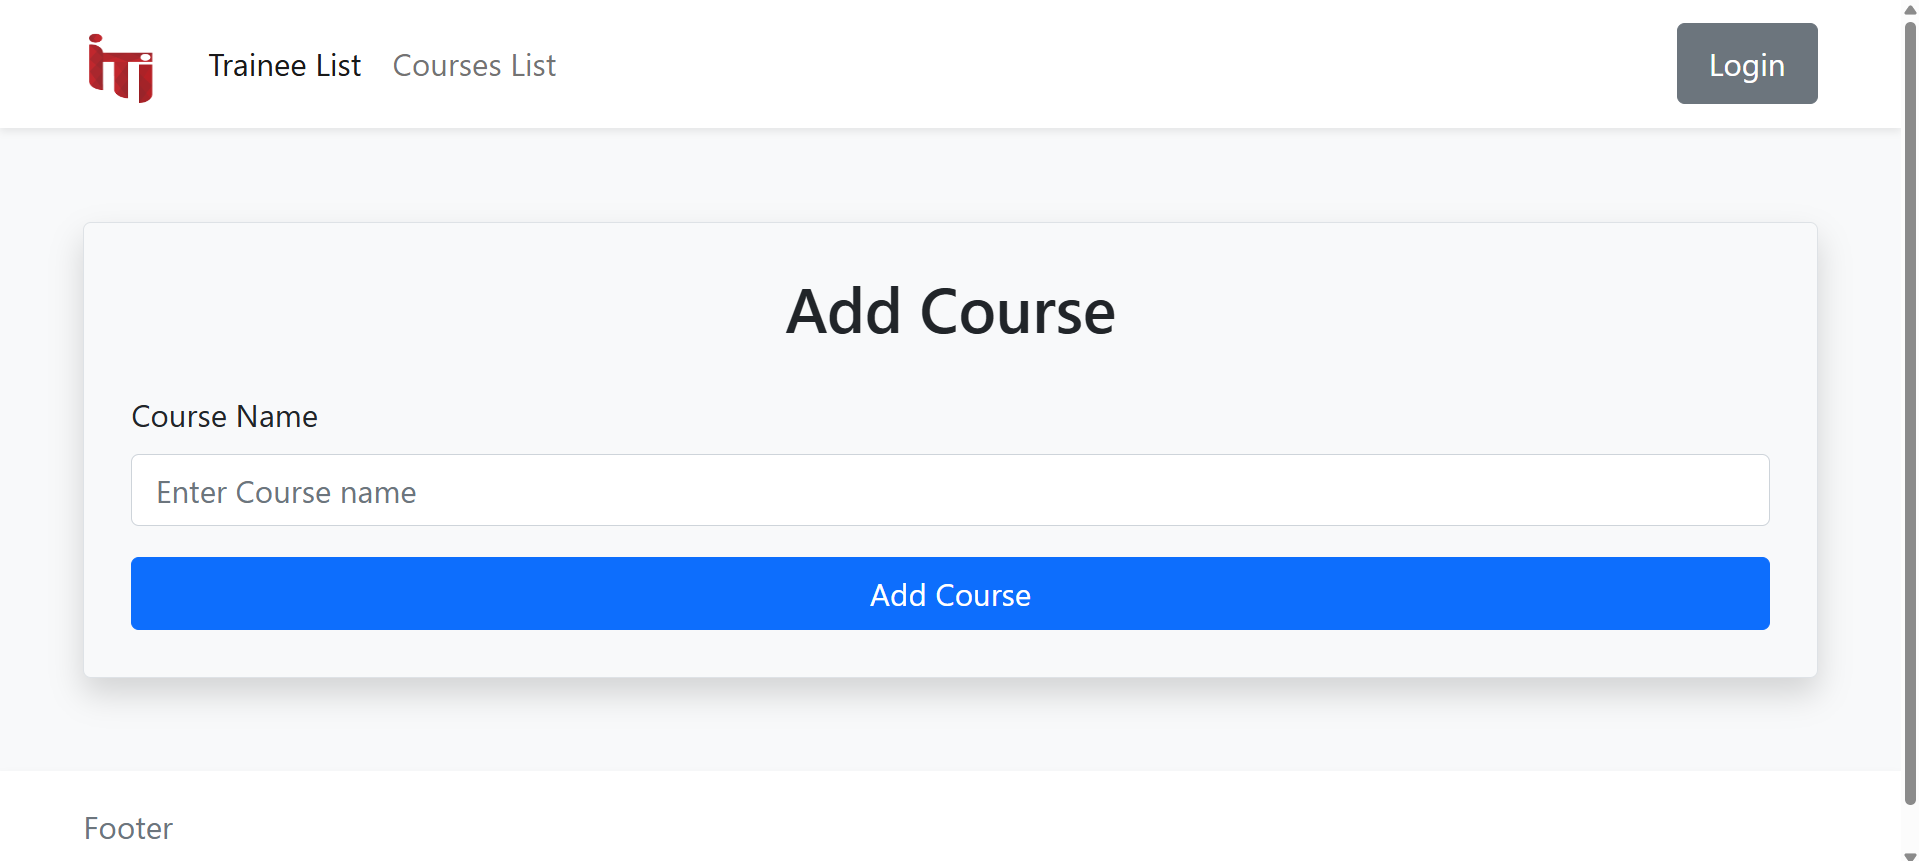 iTi
Trainee List
Courses List
Login
Add Course
Course Name
Enter Course name
Add Course
Footer